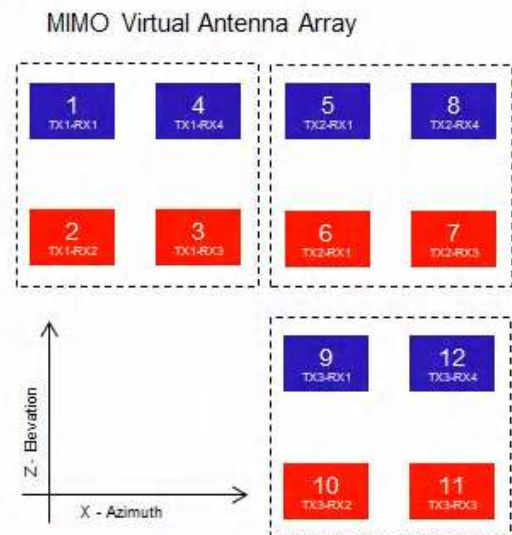 MIMO Virtual Antenna Array
1
TX1-RX1
4
TX1-RX4
5
TX2-RX1
8
TX2-RX4
2
TX1-RX2
3
TX1-RX3
6
TX2-RX1
7
TX2-RX3
9
TX3-RX1
12
TX3-RX4
10
TX3-RX2
11
TX3-RX3
Z - Elevation
X - Azimuth